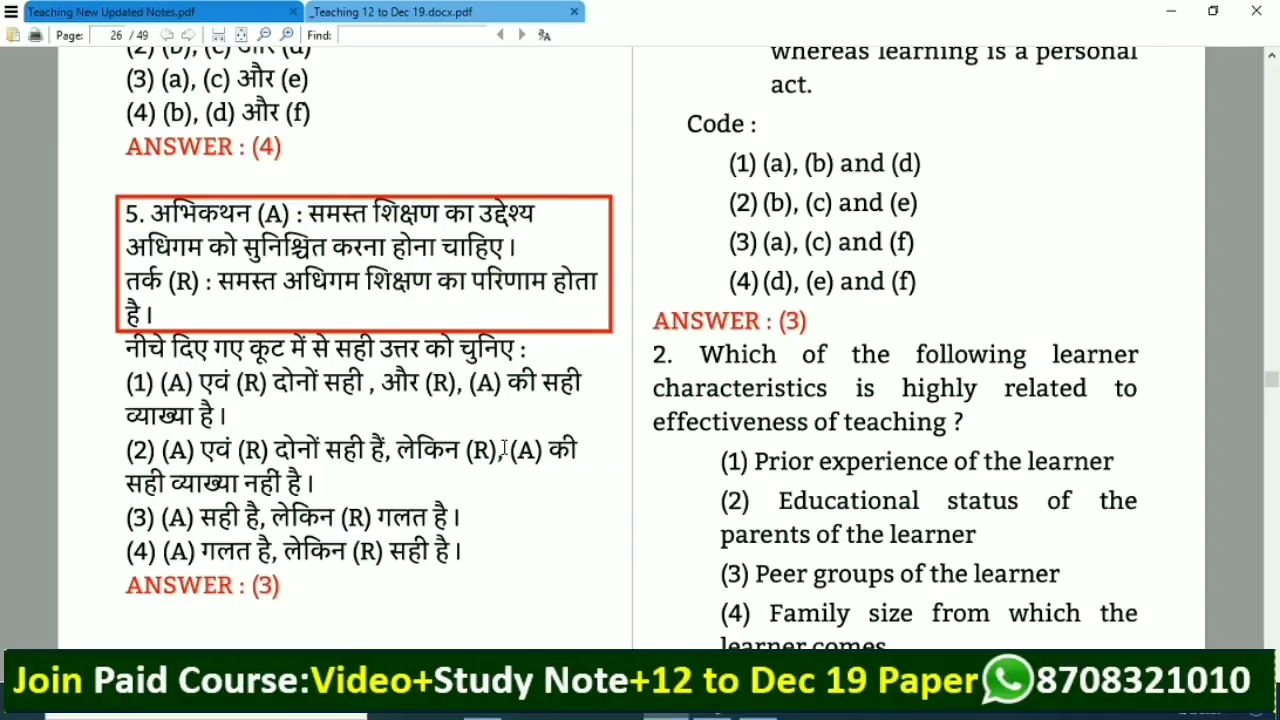 Teaching New Updated Notes.pdf
_Teaching 12 to Dec 19.docx.pdf
Page: 26 / 49 Find:
(2) (b), (c) और (d)
(3) (a), (c) और (e)
(4) (b), (d) और (f)
ANSWER : (4)
5. अभिकथन (A) : समस्त शिक्षण का उद्देश्य
अधिगम को सुनिश्चित करना होना चाहिए ।
तर्क (R) : समस्त अधिगम शिक्षण का परिणाम होता
है ।
नीचे दिए गए कूट में से सही उत्तर को चुनिए :
(1) (A) एवं (R) दोनों सही , और (R), (A) की सही
व्याख्या है ।
(2) (A) एवं (R) दोनों सही हैं, लेकिन (R), (A) की
सही व्याख्या नहीं है ।
(3) (A) सही है, लेकिन (R) गलत है ।
(4) (A) गलत है, लेकिन (R) सही है ।
ANSWER : (3)
whereas learning is a personal
act.
Code :
(1) (a), (b) and (d)
(2) (b), (c) and (e)
(3) (a), (c) and (f)
(4) (d), (e) and (f)
ANSWER : (3)
2. Which of the following learner
characteristics is highly related to
effectiveness of teaching ?
(1) Prior experience of the learner
(2) Educational status of the
parents of the learner
(3) Peer groups of the learner
(4) Family size from which the
learner comes
Join Paid Course:Video+Study Note+12 to Dec 19 Paper 8708321010